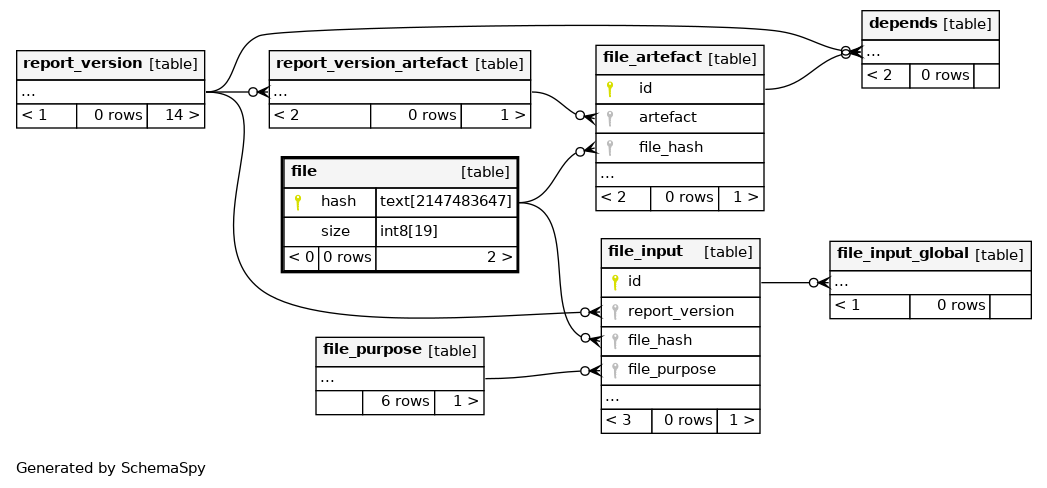 report_version [table]
...
< 1 0 rows 14 >
report_version_artefact [table]
...
< 2 0 rows 1 >
file_artefact [table]
id
artefact
file_hash
...
< 2 0 rows 1 >
depends [table]
...
< 2 0 rows
file [table]
hash text[2147483647]
size int8[19]
< 0 0 rows 2 >
file_input [table]
id
report_version
file_hash
file_purpose
...
< 3 0 rows 1 >
file_input_global [table]
...
< 1 0 rows
file_purpose [table]
...
6 rows 1 >
Generated by SchemaSpy